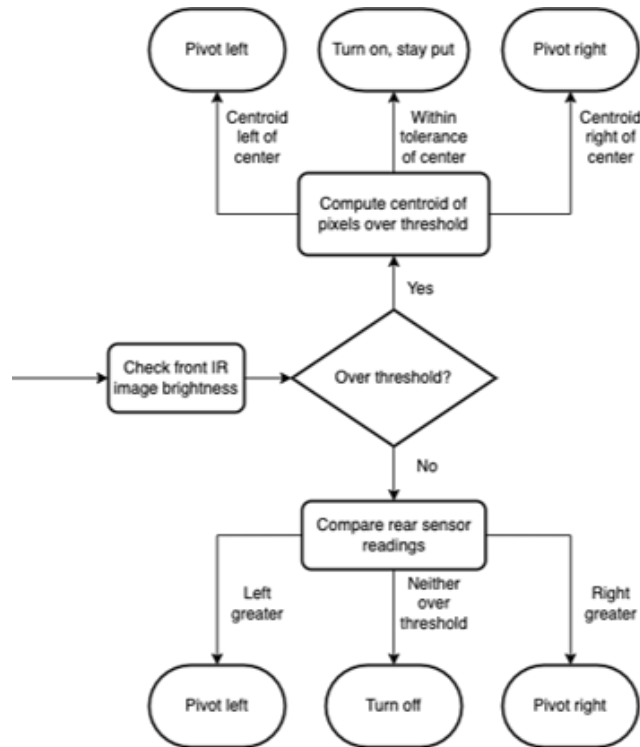 Pivot left
Turn on, stay put
Pivot right
Centroid
left of
center
Within
tolerance
of center
Centroid
right of
center
Compute centroid of
pixels over threshold
Yes
Check front IR
image brightness
Over threshold?
No
Compare rear sensor
readings
Left
greater
Neither
over
threshold
Right
greater
Pivot left
Turn off
Pivot right